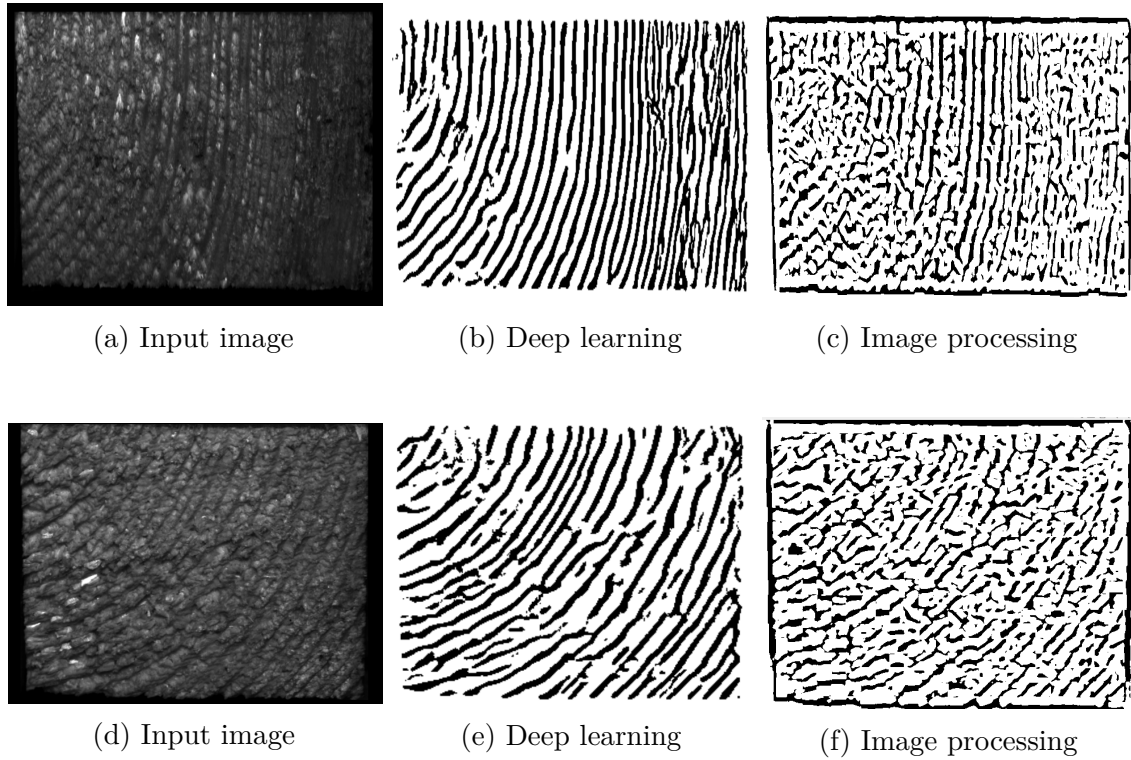 (a) Input image
(b) Deep learning
(c) Image processing
(d) Input image
(e) Deep learning
(f) Image processing